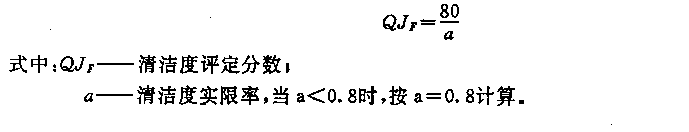 QJ_F=80/a
式中:QJ_F——清洁度评定分数;
a——清洁度实限率,当a<0.8时,按a=0.8计算。